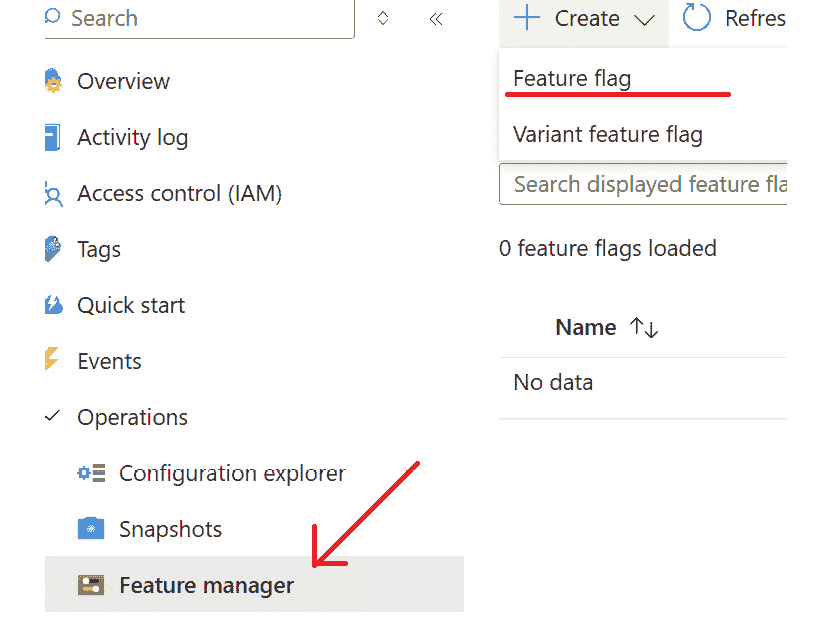 Search
Overview
Activity log
Access control (IAM)
Tags
Quick start
Events
Operations
Configuration explorer
Snapshots
Feature manager
Create
Refres
Feature flag
Variant feature flag
Search displayed feature fla
0 feature flags loaded
Name
No data